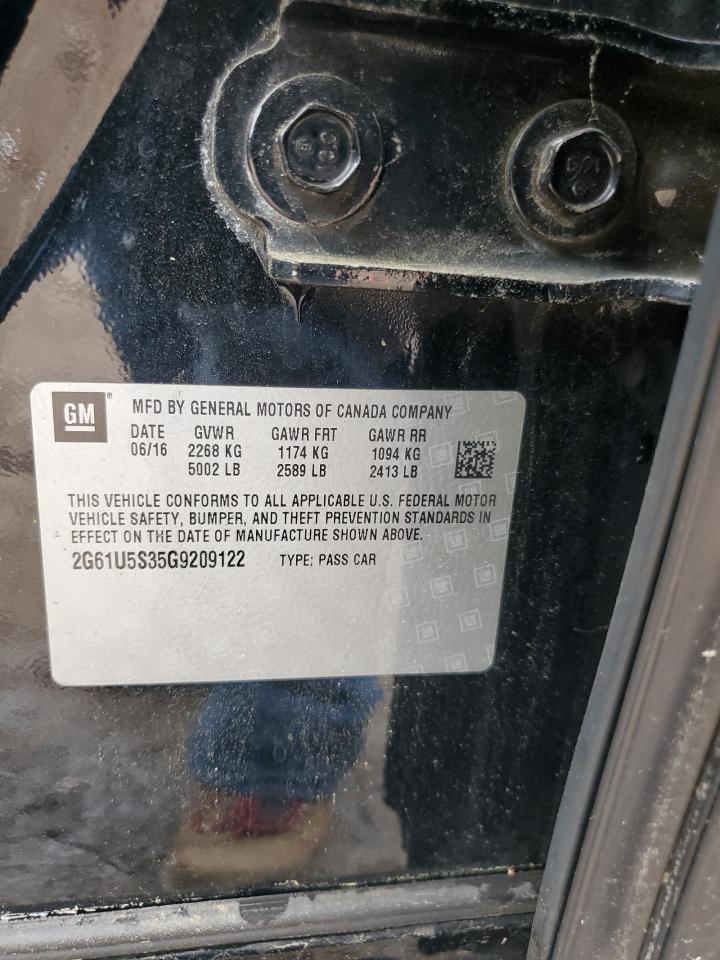 GM ® MFD BY GENERAL MOTORS OF CANADA COMPANY
DATE GVWR GAWR FRT GAWR RR
06/16 2268 KG 1174 KG 1094 KG
5002 LB 2589 LB 2413 LB
THIS VEHICLE CONFORMS TO ALL APPLICABLE U.S. FEDERAL MOTOR
VEHICLE SAFETY, BUMPER, AND THEFT PREVENTION STANDARDS IN
EFFECT ON THE DATE OF MANUFACTURE SHOWN ABOVE.
2G61U5S35G9209122 TYPE: PASS CAR